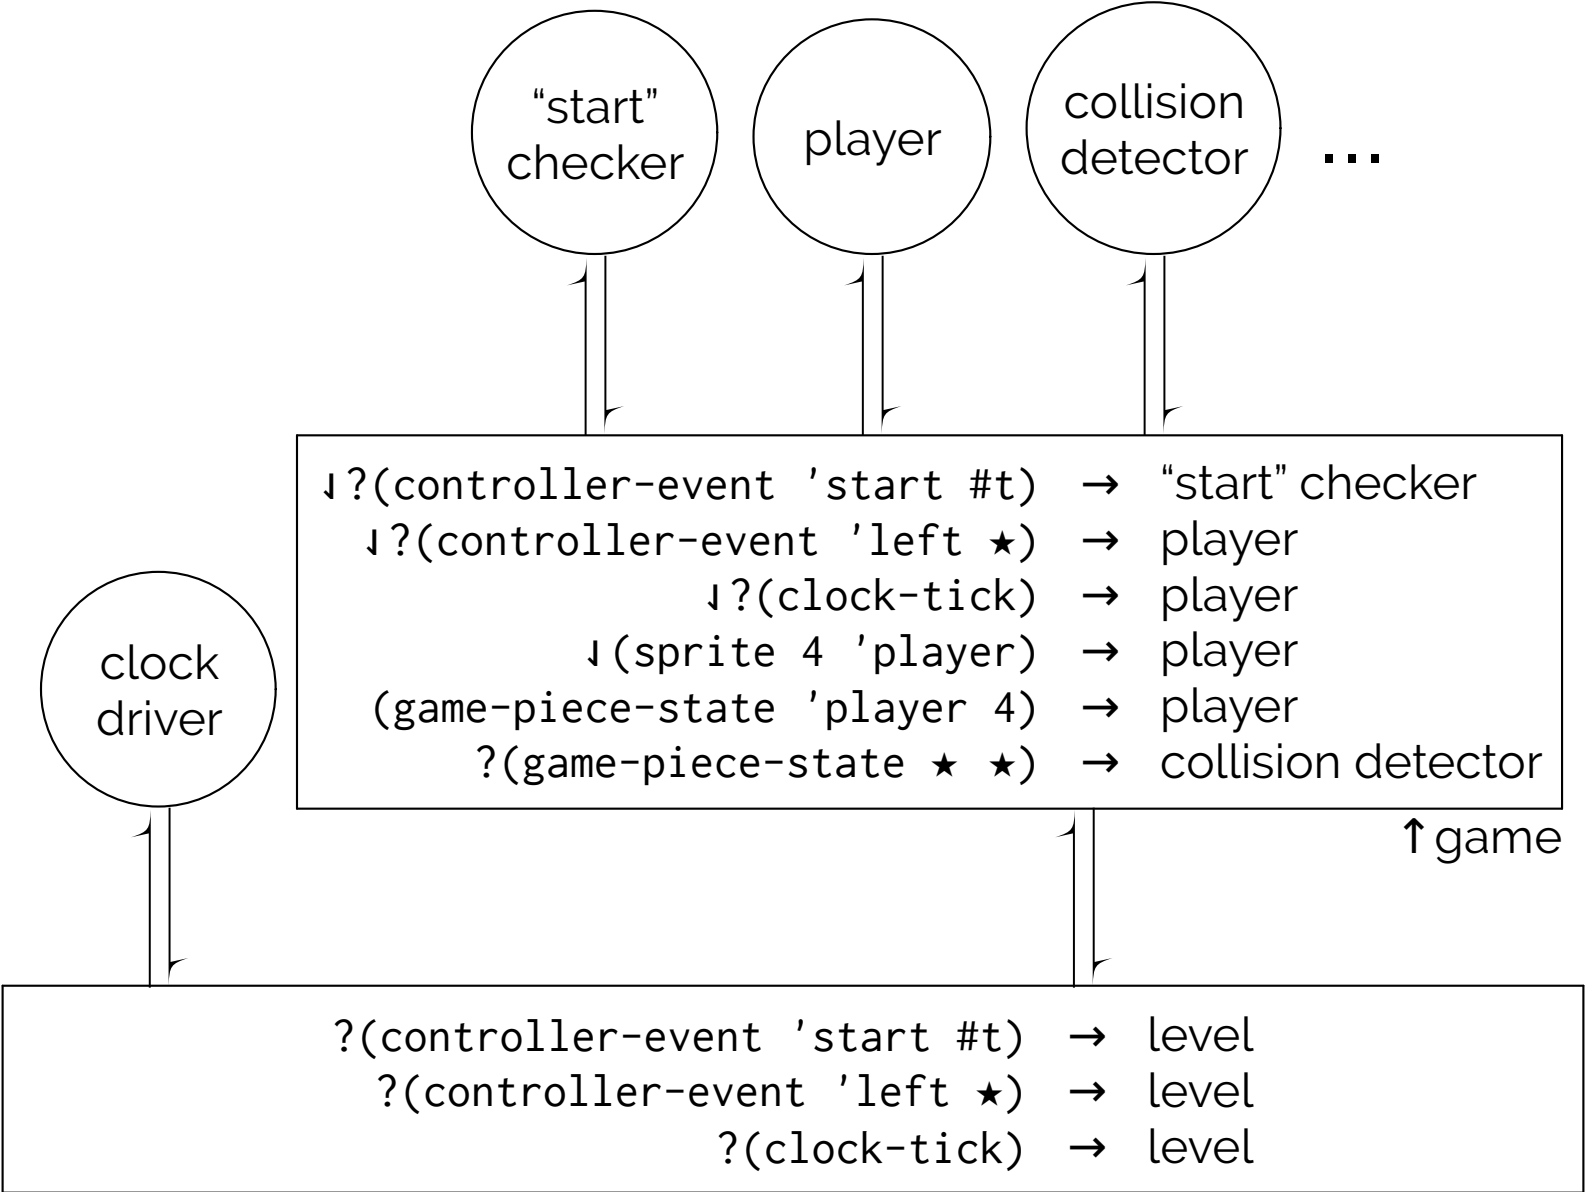 “start”
checker
player
collision
detector
...
⇃?(controller-event 'start #t) → “start” checker
⇃?(controller-event 'left ★) → player
⇃?(clock-tick) → player
⇃(sprite 4 'player) → player
(game-piece-state 'player 4) → player
?(game-piece-state ★ ★) → collision detector
↑game
clock
driver
?(controller-event 'start #t) → level
?(controller-event 'left ★) → level
?(clock-tick) → level